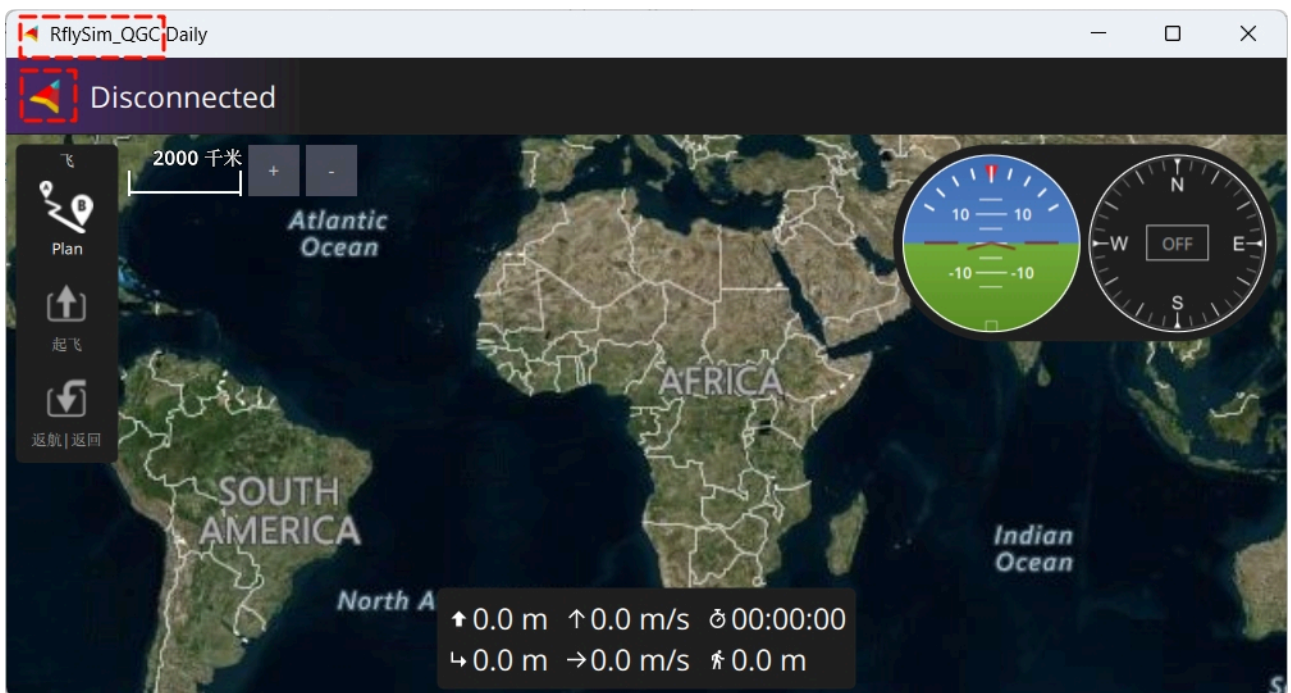 RflySim_QGC Daily
Disconnected
飞
2000 千米
+
-
Plan
起飞
返航|返回
Atlantic
Ocean
AFRICA
SOUTH
AMERICA
Indian
Ocean
North A
10 10
-10 -10
N
W OFF E
S
0.0 m 0.0 m/s 00:00:00
0.0 m 0.0 m/s 0.0 m
S